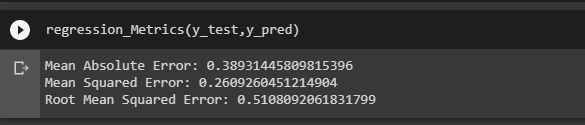 regression_Metrics(y_test,y_pred)
Mean Absolute Error: 0.38931445809815396
Mean Squared Error: 0.2609260451214904
Root Mean Squared Error: 0.5108092061831799